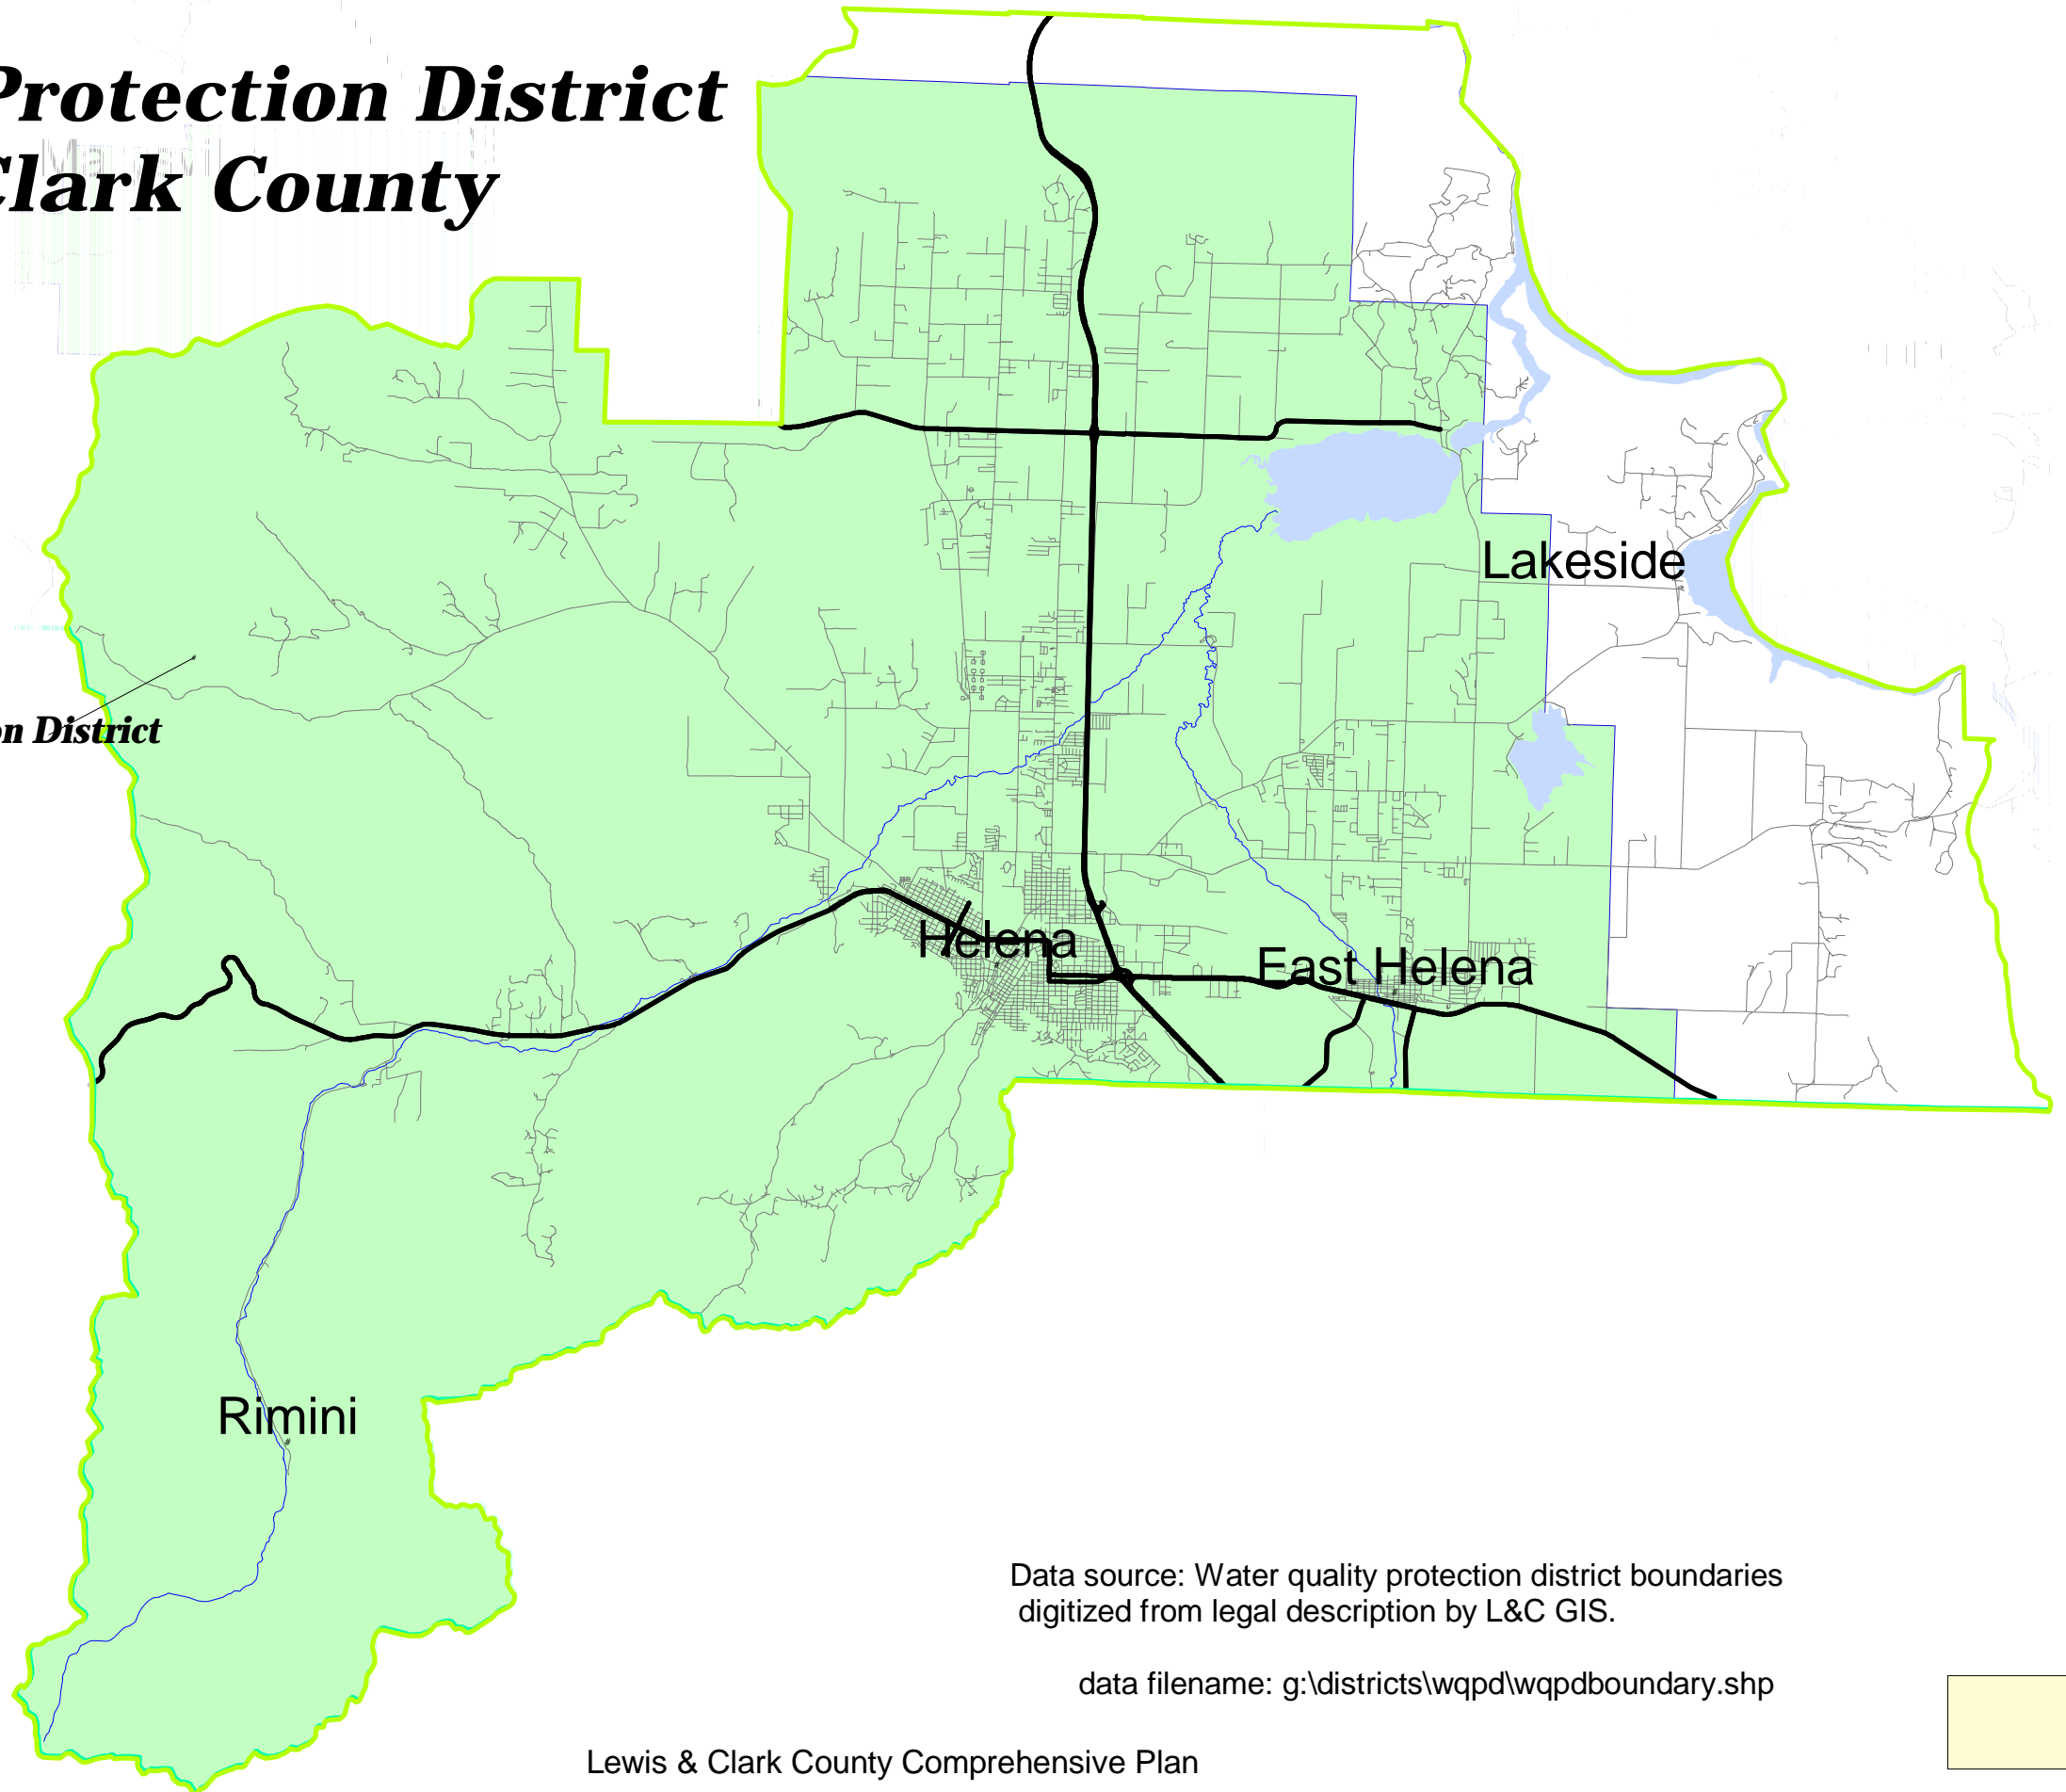 Protection District
Clark County
Lakeside
on District
Helena
East Helena
Rimini
Data source: Water quality protection district boundaries
digitized from legal description by L&C GIS.
data filename: g:\districts\wqpd\wqpdboundary.shp
Lewis & Clark County Comprehensive Plan